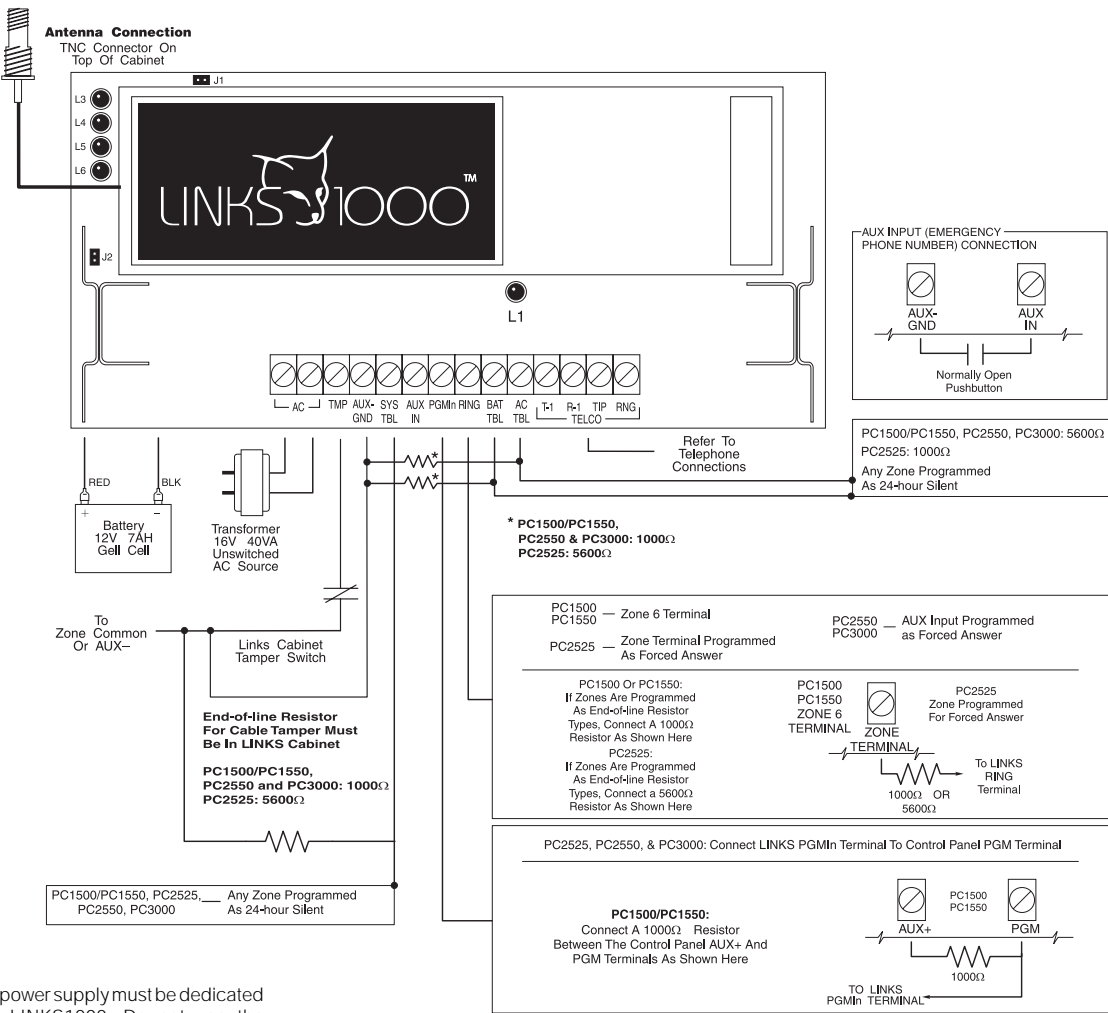 Antenna Connection
TNC Connector On
Top Of Cabinet
J1
L3
L4
L5
L6
LINKS 1000™
J2
L1
AUX INPUT (EMERGENCY
PHONE NUMBER) CONNECTION
AUX-
GND
AUX
IN
Normally Open
Pushbutton
AC TMP AUX- SYS AUX PGMIn RING BAT AC T-1 R-1 TIP RNG
GND TBL IN TBL TBL TELCO
Refer To
Telephone
Connections
PC1500/PC1550, PC2550, PC3000: 5600Ω
PC2525: 1000Ω
Any Zone Programmed
As 24-hour Silent
RED
BLK
+ –
Battery
12V 7AH
Gell Cell
Transformer
16V 40VA
Unswitched
AC Source
*
*
* PC1500/PC1550,
PC2550 & PC3000: 1000Ω
PC2525: 5600Ω
To
Zone Common
Or AUX–
Links Cabinet
Tamper Switch
End-of-line Resistor
For Cable Tamper Must
Be In LINKS Cabinet
PC1500/PC1550,
PC2550 and PC3000: 1000Ω
PC2525: 5600Ω
PC1500/PC1550, PC2525,
PC2550, PC3000
Any Zone Programmed
As 24-hour Silent
PC1500
PC1550 — Zone 6 Terminal
PC2525 — Zone Terminal Programmed
As Forced Answer
PC2550
PC3000 — AUX Input Programmed
as Forced Answer
PC1500 Or PC1550:
If Zones Are Programmed
As End-of-line Resistor
Types, Connect A 1000Ω
Resistor As Shown Here
PC2525:
If Zones Are Programmed
As End-of-line Resistor
Types, Connect a 5600Ω
Resistor As Shown Here
PC1500
PC1550
ZONE 6
TERMINAL
ZONE
TERMINAL
PC2525
Zone Programmed
For Forced Answer
To LINKS
RING
Terminal
1000Ω OR
5600Ω
PC2525, PC2550, & PC3000: Connect LINKS PGMIn Terminal To Control Panel PGM Terminal
PC1500/PC1550:
Connect A 1000Ω Resistor
Between The Control Panel AUX+ And
PGM Terminals As Shown Here
AUX+
PC1500
PC1550
PGM
1000Ω
TO LINKS
PGMIn TERMINAL
power supply must be dedicated